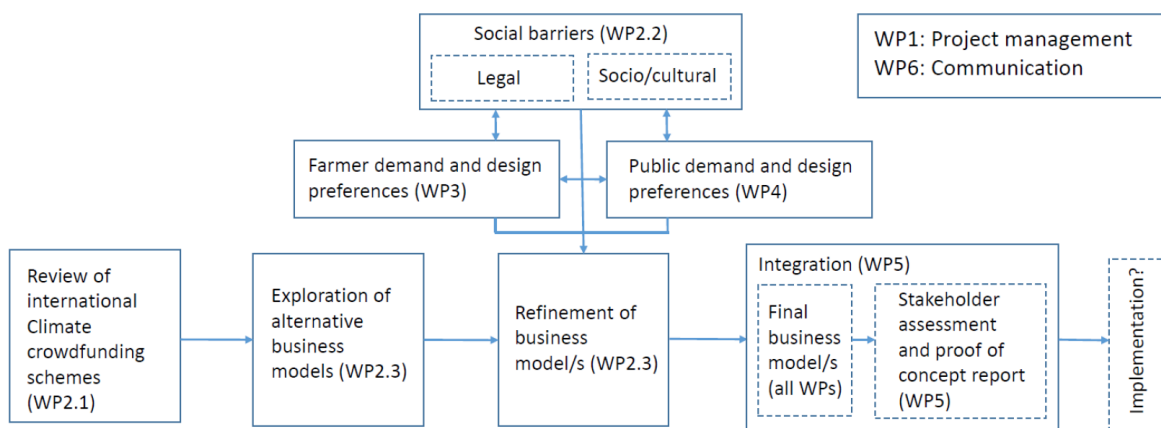 Social barriers (WP2.2)
Legal
Socio/cultural
WP1: Project management
WP6: Communication
Farmer demand and design
preferences (WP3)
Public demand and design
preferences (WP4)
Review of
international
Climate
crowdfunding
schemes
(WP2.1)
Exploration of
alternative
business
models (WP2.3)
Refinement of
business
model/s (WP2.3)
Integration (WP5)
Final
business
model/s
(all WPs)
Stakeholder
assessment
and proof of
concept report
(WP5)
Implementation?